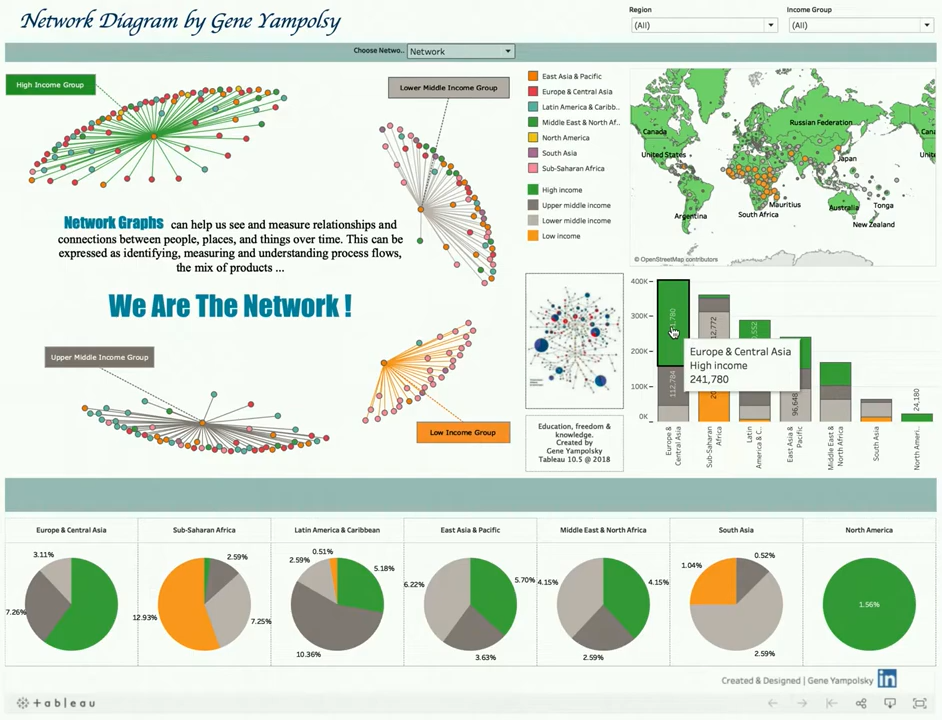 Network Diagram by Gene Yampolsy
Region
(All)
Income Group
(All)
Choose Netwo..
Network
High Income Group
Lower Middle Income Group
East Asia & Pacific
Europe & Central Asia
Latin America & Caribb..
Middle East & North Af..
North America
South Asia
Sub-Saharan Africa
High income
Upper middle income
Lower middle income
Low income
Canada
United States
Argentina
Russian Federation
Japan
Mauritius
South Africa
Australia
Tonga
New Zealand
Cana
Unite
© OpenStreetMap contributors
Network Graphs can help us see and measure relationships and
connections between people, places, and things over time. This can be
expressed as identifying, measuring and understanding process flows,
the mix of products ...
We Are The Network !
Upper Middle Income Group
Low Income Group
Education, freedom &
knowledge.
Created by
Gene Yampolsky
Tableau 10.5 @ 2018
400K
300K
200K
100K
0K
112,784
96,648
24,180
Europe & Central Asia
High income
241,780
Europe &
Central Asia
Sub-Saharan
Africa
Latin
America & C..
East Asia &
Pacific
Middle East &
North Africa
South Asia
North Ameri..
Europe & Central Asia
Sub-Saharan Africa
Latin America & Caribbean
East Asia & Pacific
Middle East & North Africa
South Asia
North America
3.11%
7.26%
2.59%
12.93%
7.25%
0.51%
2.59%
5.18%
10.36%
6.22%
5.70%
3.63%
4.15%
4.15%
2.59%
0.52%
1.04%
2.59%
1.56%
Created & Designed | Gene Yampolsky
in
+ a b l e a u